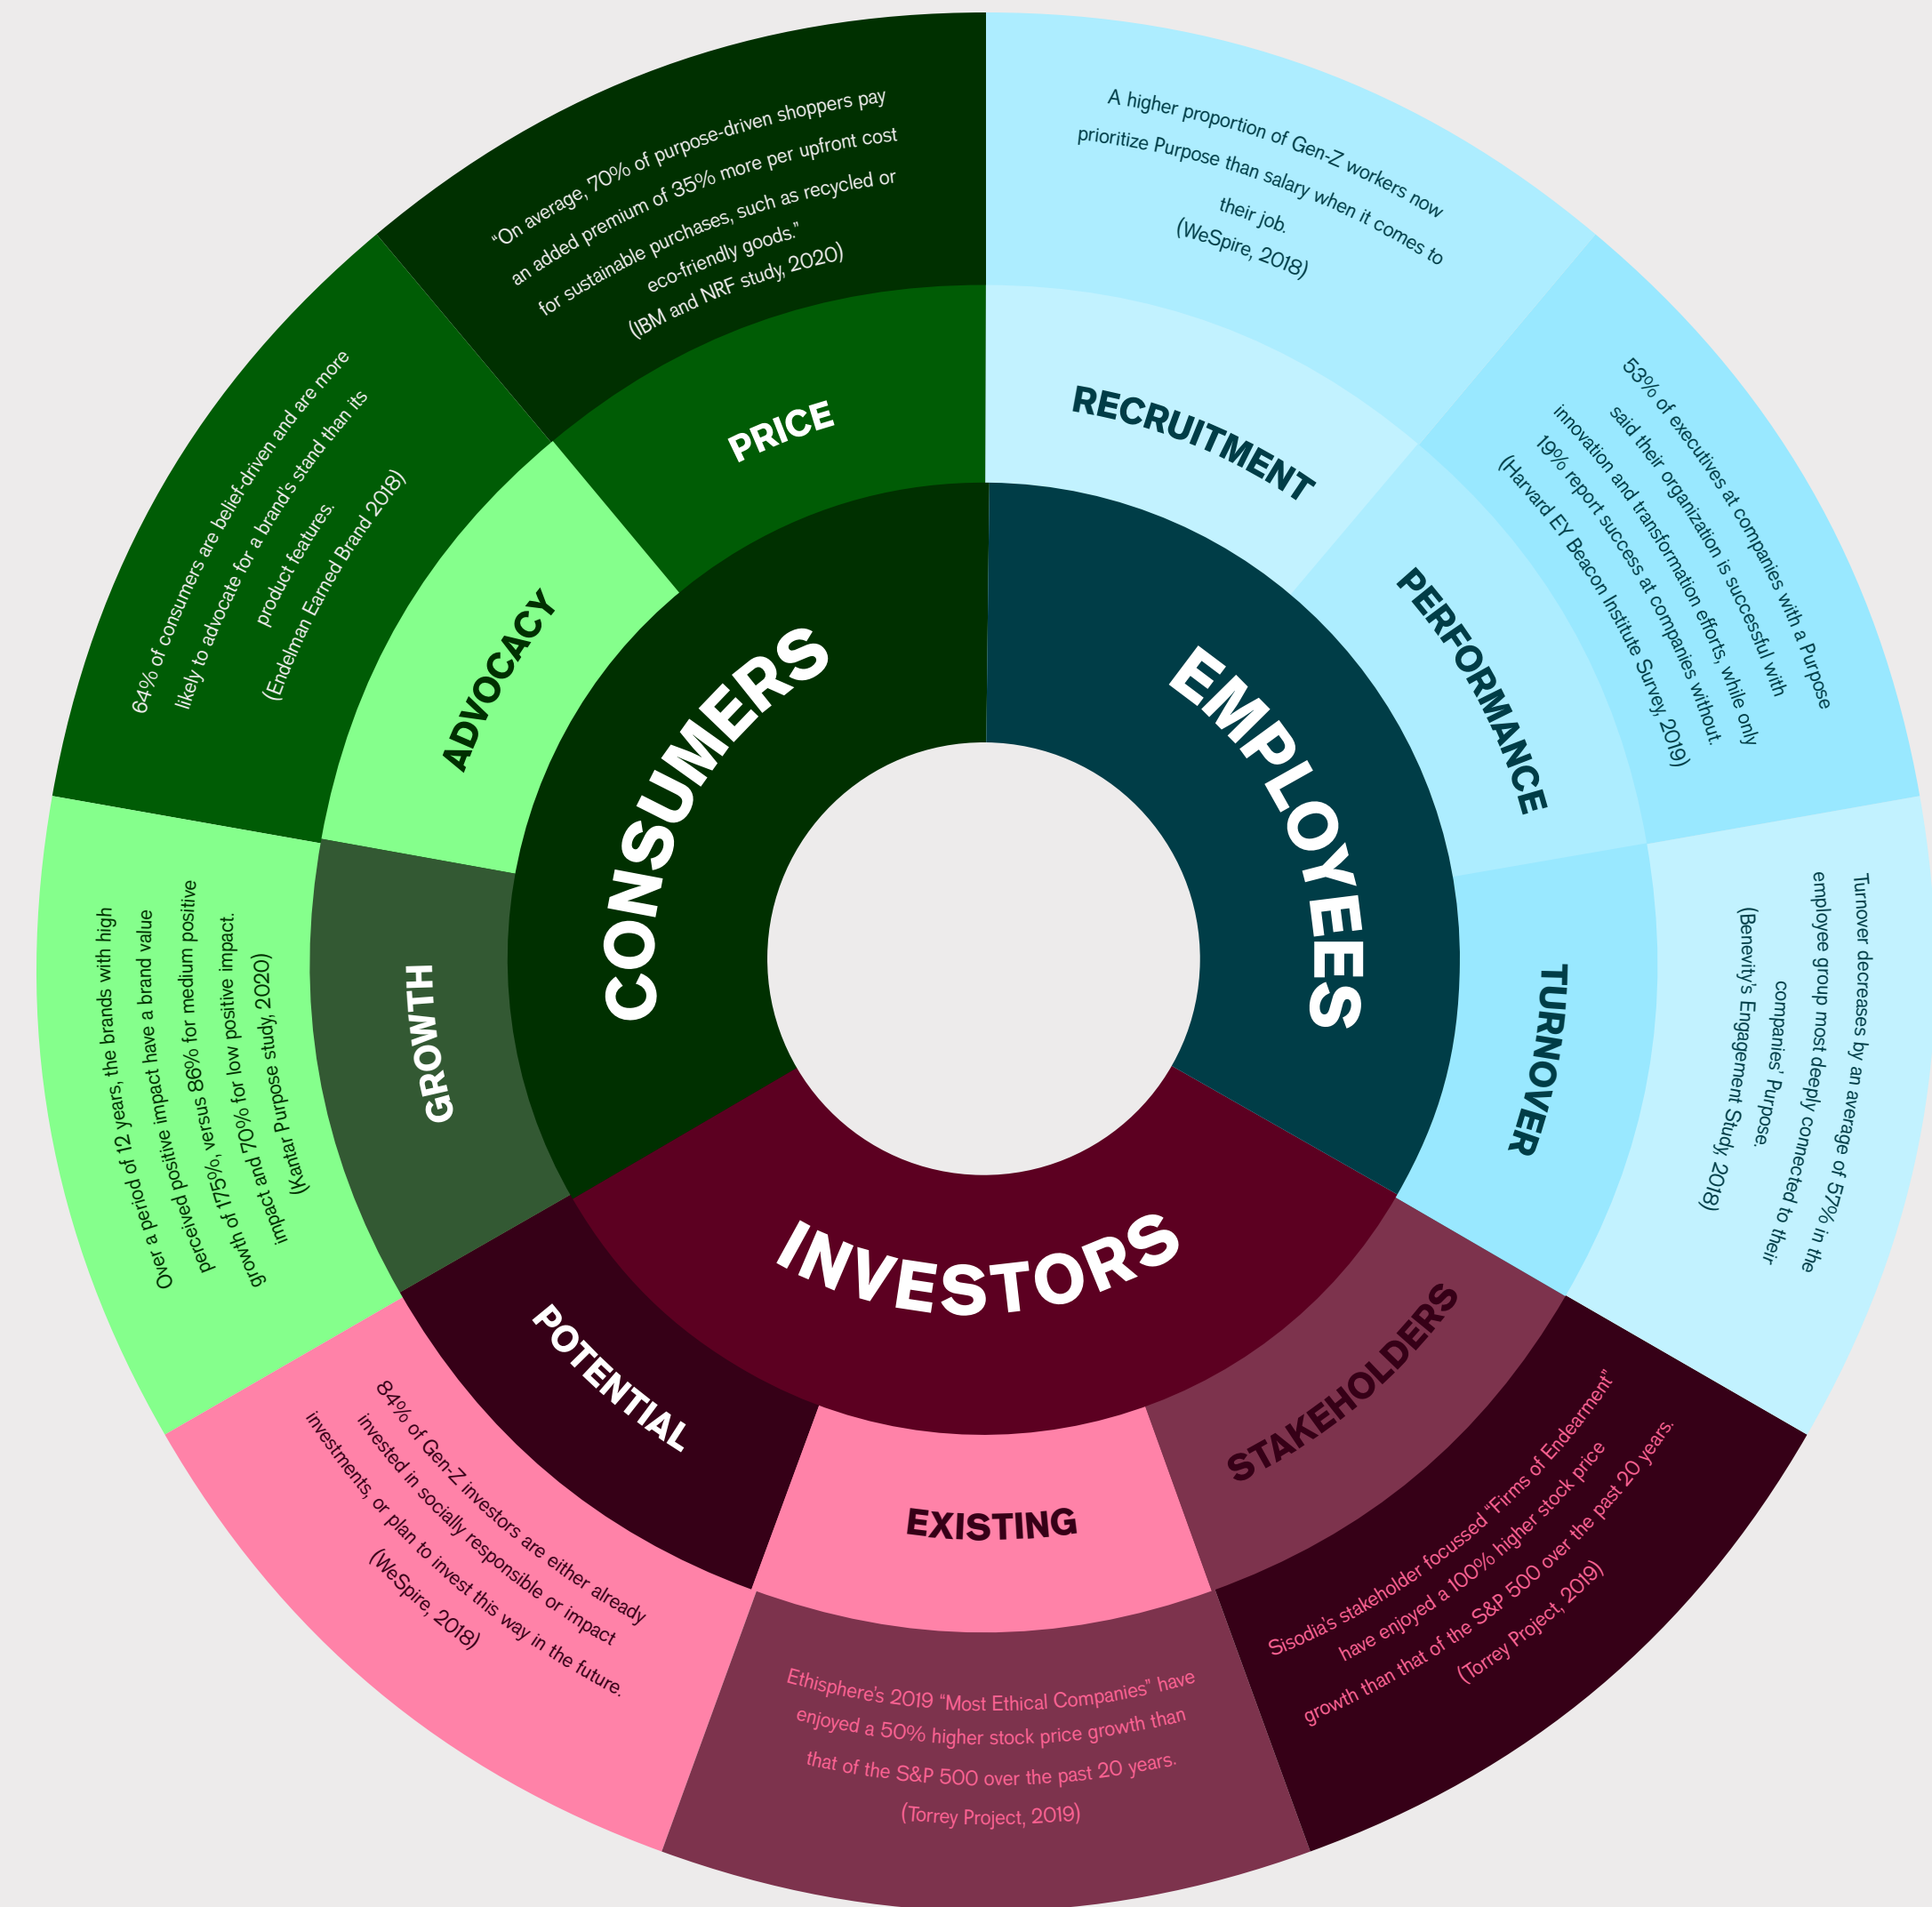 CONSUMERS
EMPLOYEES
INVESTORS
PRICE
“On average, 70% of purpose-driven shoppers pay
an added premium of 35% more per upfront cost
for sustainable purchases, such as recycled or
eco-friendly goods.”
(IBM and NRF study, 2020)
RECRUITMENT
A higher proportion of Gen-Z workers now
prioritize Purpose than salary when it comes to
their job.
(WeSpire, 2018)
PERFORMANCE
53% of executives at companies with a Purpose
said their organization is successful with
innovation and transformation efforts, while only
19% report success at companies without.
(Harvard EY Beacon Institute Survey, 2019)
TURNOVER
Turnover decreases by an average of 57% in the
employee group most deeply connected to their
companies’ Purpose.
(Benevity’s Engagement Study, 2018)
STAKEHOLDERS
Sisodia’s stakeholder focussed “Firms of Endearment”
have enjoyed a 100% higher stock price
growth than that of the S&P 500 over the past 20 years.
(Torrey Project, 2019)
EXISTING
Ethisphere’s 2019 “Most Ethical Companies” have
enjoyed a 50% higher stock price growth than
that of the S&P 500 over the past 20 years.
(Torrey Project, 2019)
POTENTIAL
84% of Gen-Z investors are either already
invested in socially responsible or impact
investments, or plan to invest this way in the future.
(WeSpire, 2018)
GROWTH
Over a period of 12 years, the brands with high
perceived positive impact have a brand value
growth of 175%, versus 86% for medium positive
impact and 70% for low positive impact.
(Kantar Purpose study, 2020)
ADVOCACY
64% of consumers are belief-driven and are more
likely to advocate for a brand’s stand than its
product features.
(Endelman Earned Brand 2018)